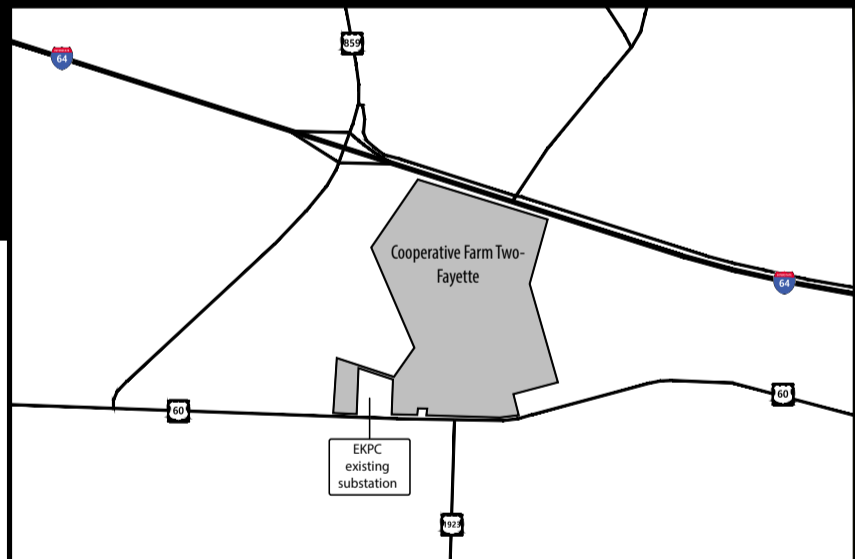 859
64
Cooperative Farm Two-
Fayette
64
60
60
EKPC
existing
substation
1923